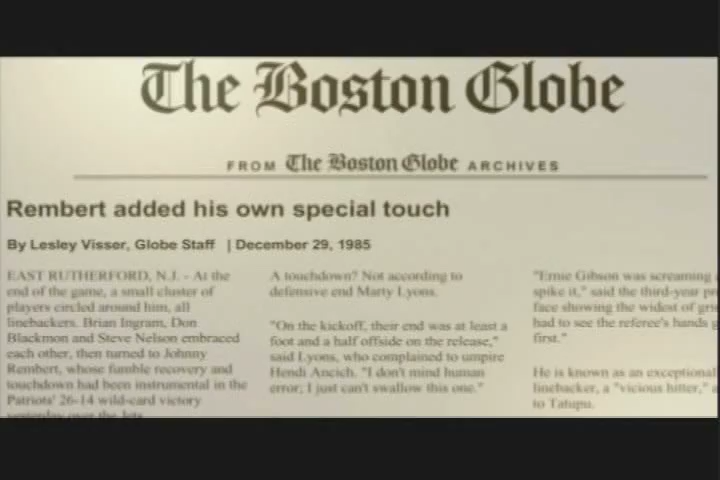 The Boston Globe
FROM The Boston Globe ARCHIVES
Rembert added his own special touch
By Lesley Visser, Globe Staff | December 29, 1985
EAST RUTHERFORD, N.J. - At the
end of the game, a small cluster of
players circled around him, all
linebackers. Brian Ingram, Don
Blackmon and Steve Nelson embraced
each other, then turned to Johnny
Rembert, whose fumble recovery and
touchdown had been instrumental in the
Patriots' 26-14 wild-card victory
yesterday over the Jets.
A touchdown? Not according to
defensive end Marty Lyons.
"On the kickoff, their end was at least a
foot and a half offside on the release,"
said Lyons, who complained to umpire
Hendi Ancich. "I don't mind human
error; I just can't swallow this one."
"Ernie Gibson was screaming
spike it," said the third-year
face showing the widest of
had to see the referee's hands
first."
He is known as an exceptional
linebacker, a "vicious hitter,"
to Tatupu.